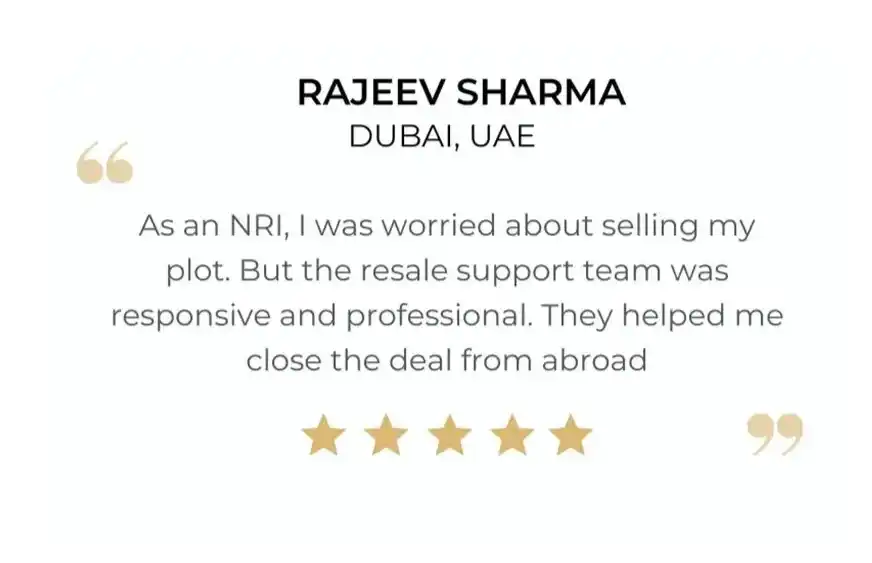 RAJEEV SHARMA
DUBAI, UAE
“
As an NRI, I was worried about selling my
plot. But the resale support team was
responsive and professional. They helped me
close the deal from abroad
”